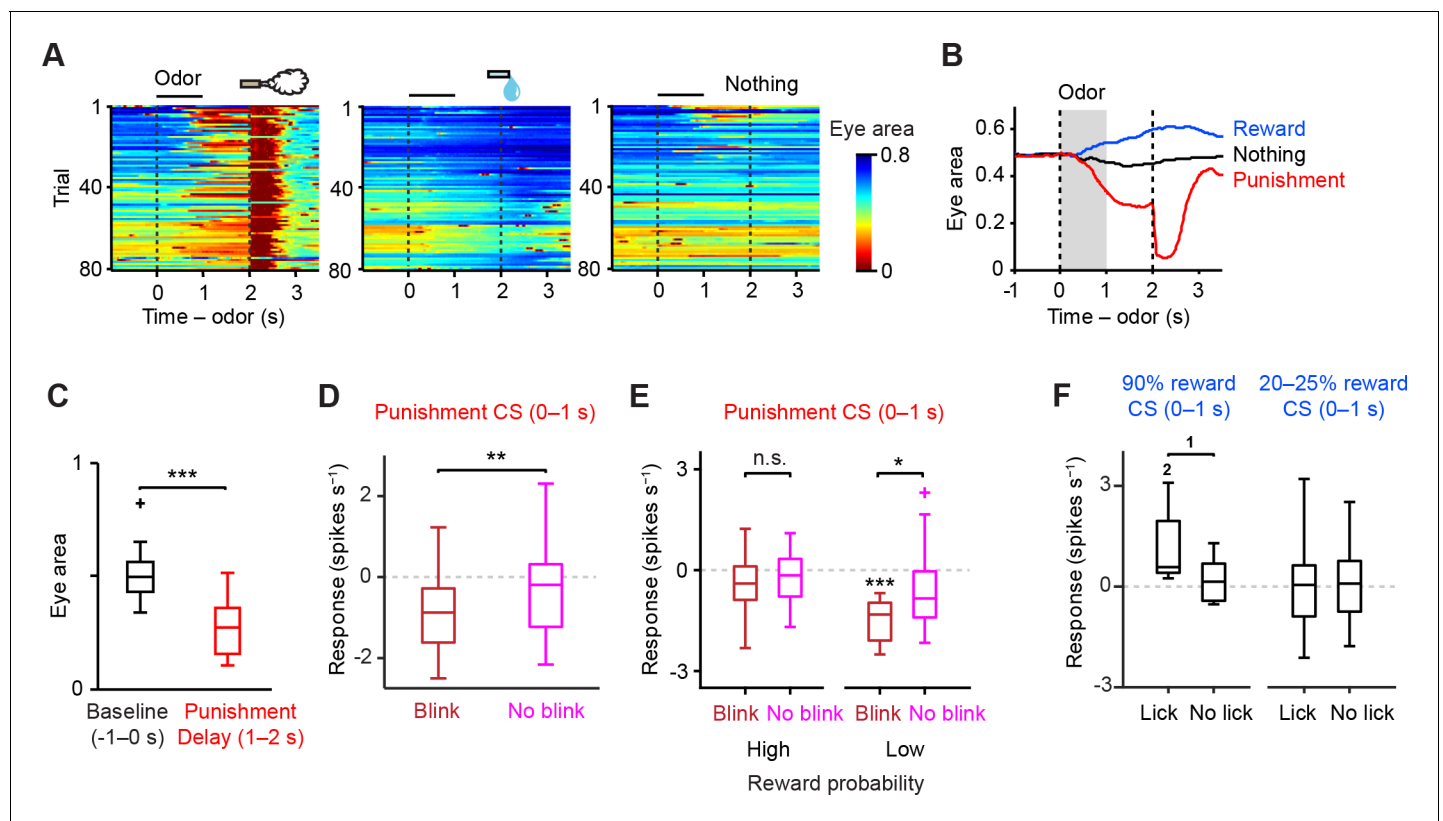 A
Odor
Nothing
1
40
80
Trial
0 1 2 3
Time – odor (s)
1
40
80
0 1 2 3
1
40
80
0 1 2 3
Eye area
0.8
0
B
Odor
0.6
0.4
0.2
0
Eye area
-1 0 1 2 3
Time – odor (s)
Reward
Nothing
Punishment
C
1
0
Eye area
***
+
Baseline
(-1–0 s)
Punishment
Delay (1–2 s)
D
Punishment CS (0–1 s)
**
2
0
-2
Response (spikes s⁻¹)
Blink No blink
E
Punishment CS (0–1 s)
n.s.
*
+
***
3
0
-3
Response (spikes s⁻¹)
Blink No blink Blink No blink
High Low
Reward probability
F
90% reward
CS (0–1 s)
20–25% reward
CS (0–1 s)
1
2
3
0
-3
Response (spikes s⁻¹)
Lick No lick Lick No lick